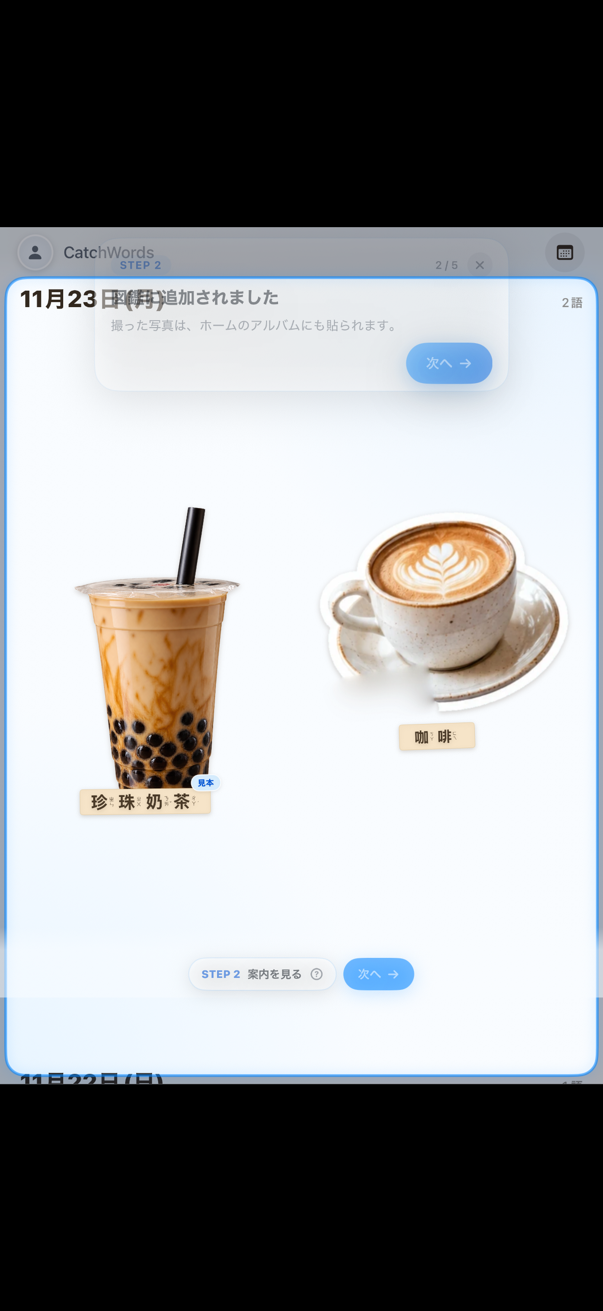 CatchWords
STEP 2
2 / 5
11月23日(月)
2語
図鑑に追加されました
撮った写真は、ホームのアルバムにも貼られます。
次へ →
咖啡
見本
珍珠奶茶
STEP 2 案内を見る ?
次へ →
11月22日(日)